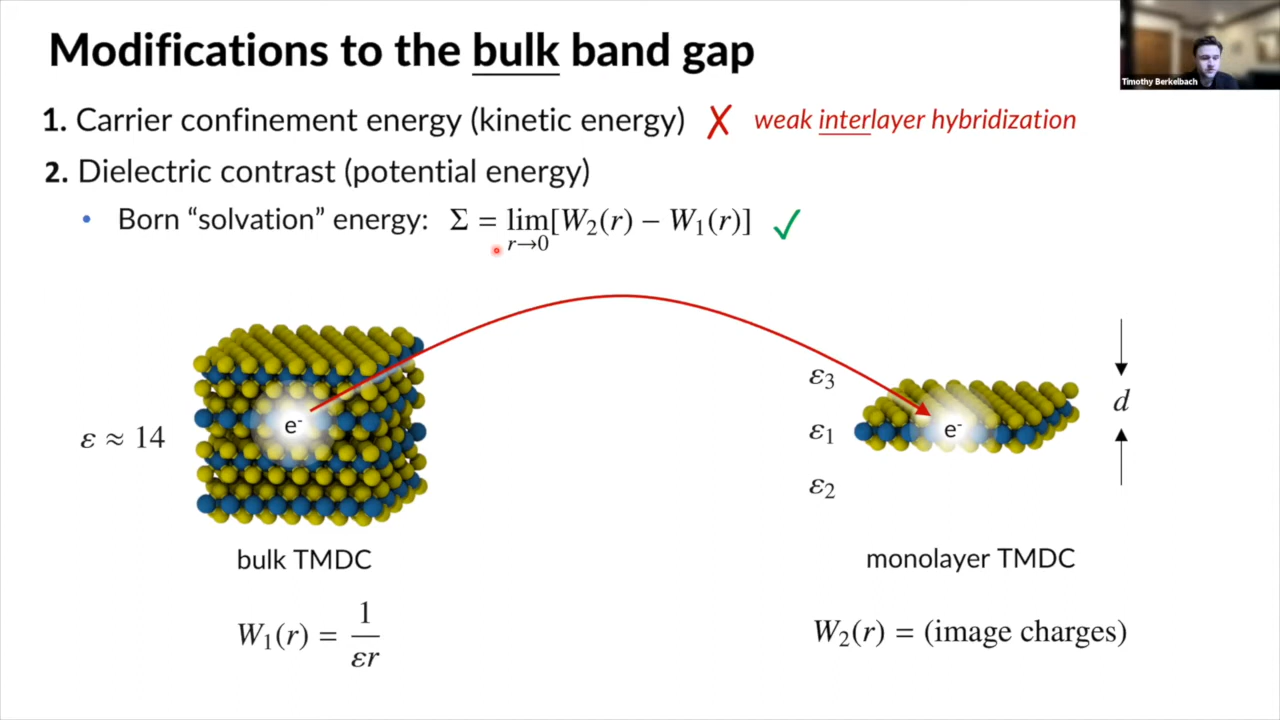 Modifications to the bulk band gap
Timothy Berkelbach
1. Carrier confinement energy (kinetic energy) ✗ weak interlayer hybridization
2. Dielectric contrast (potential energy)
• Born “solvation” energy: Σ = lim[W₂(r) − W₁(r)] ✓
r→0
ε₃
d
e⁻
e⁻
ε ≈ 14
ε₁
ε₂
bulk TMDC
monolayer TMDC
W₁(r) = 1/εr
W₂(r) = (image charges)